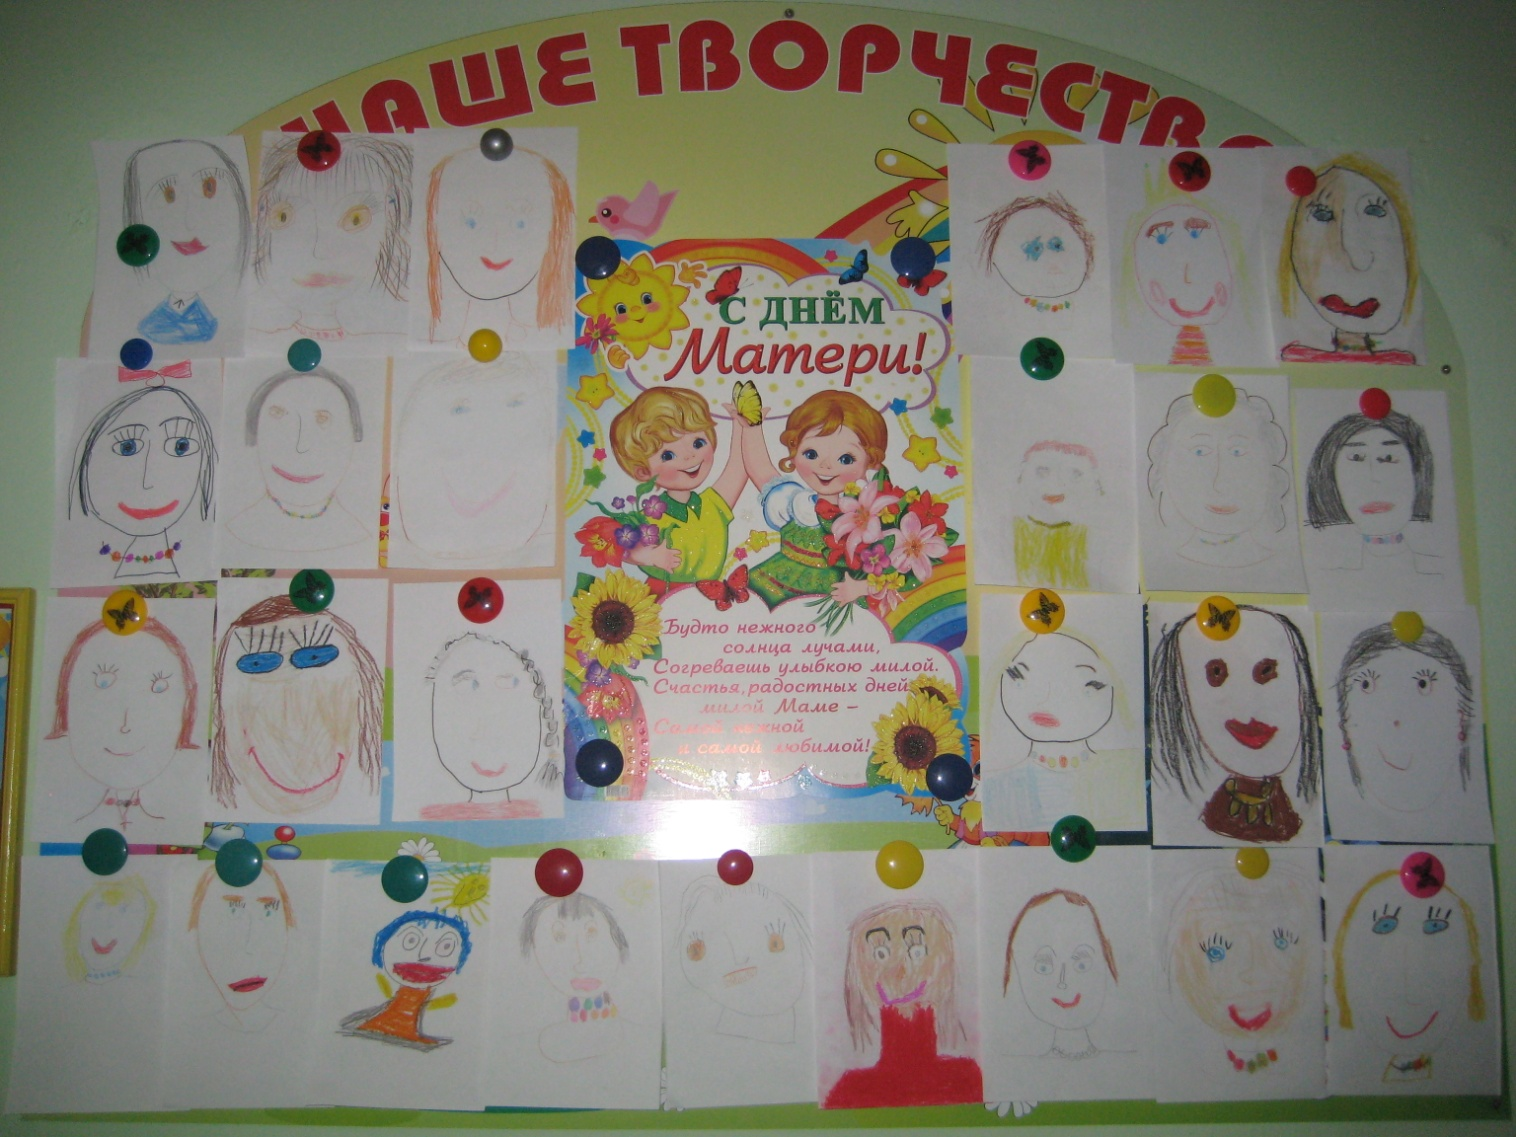 НАШЕ ТВОРЧЕСТВО
С ДНЁМ
Матери!
Будто нежного
солнца лучами,
Согреваешь улыбкою милой.
Счастья, радостных дней
милой Маме –
Самой нежной
и самой любимой!